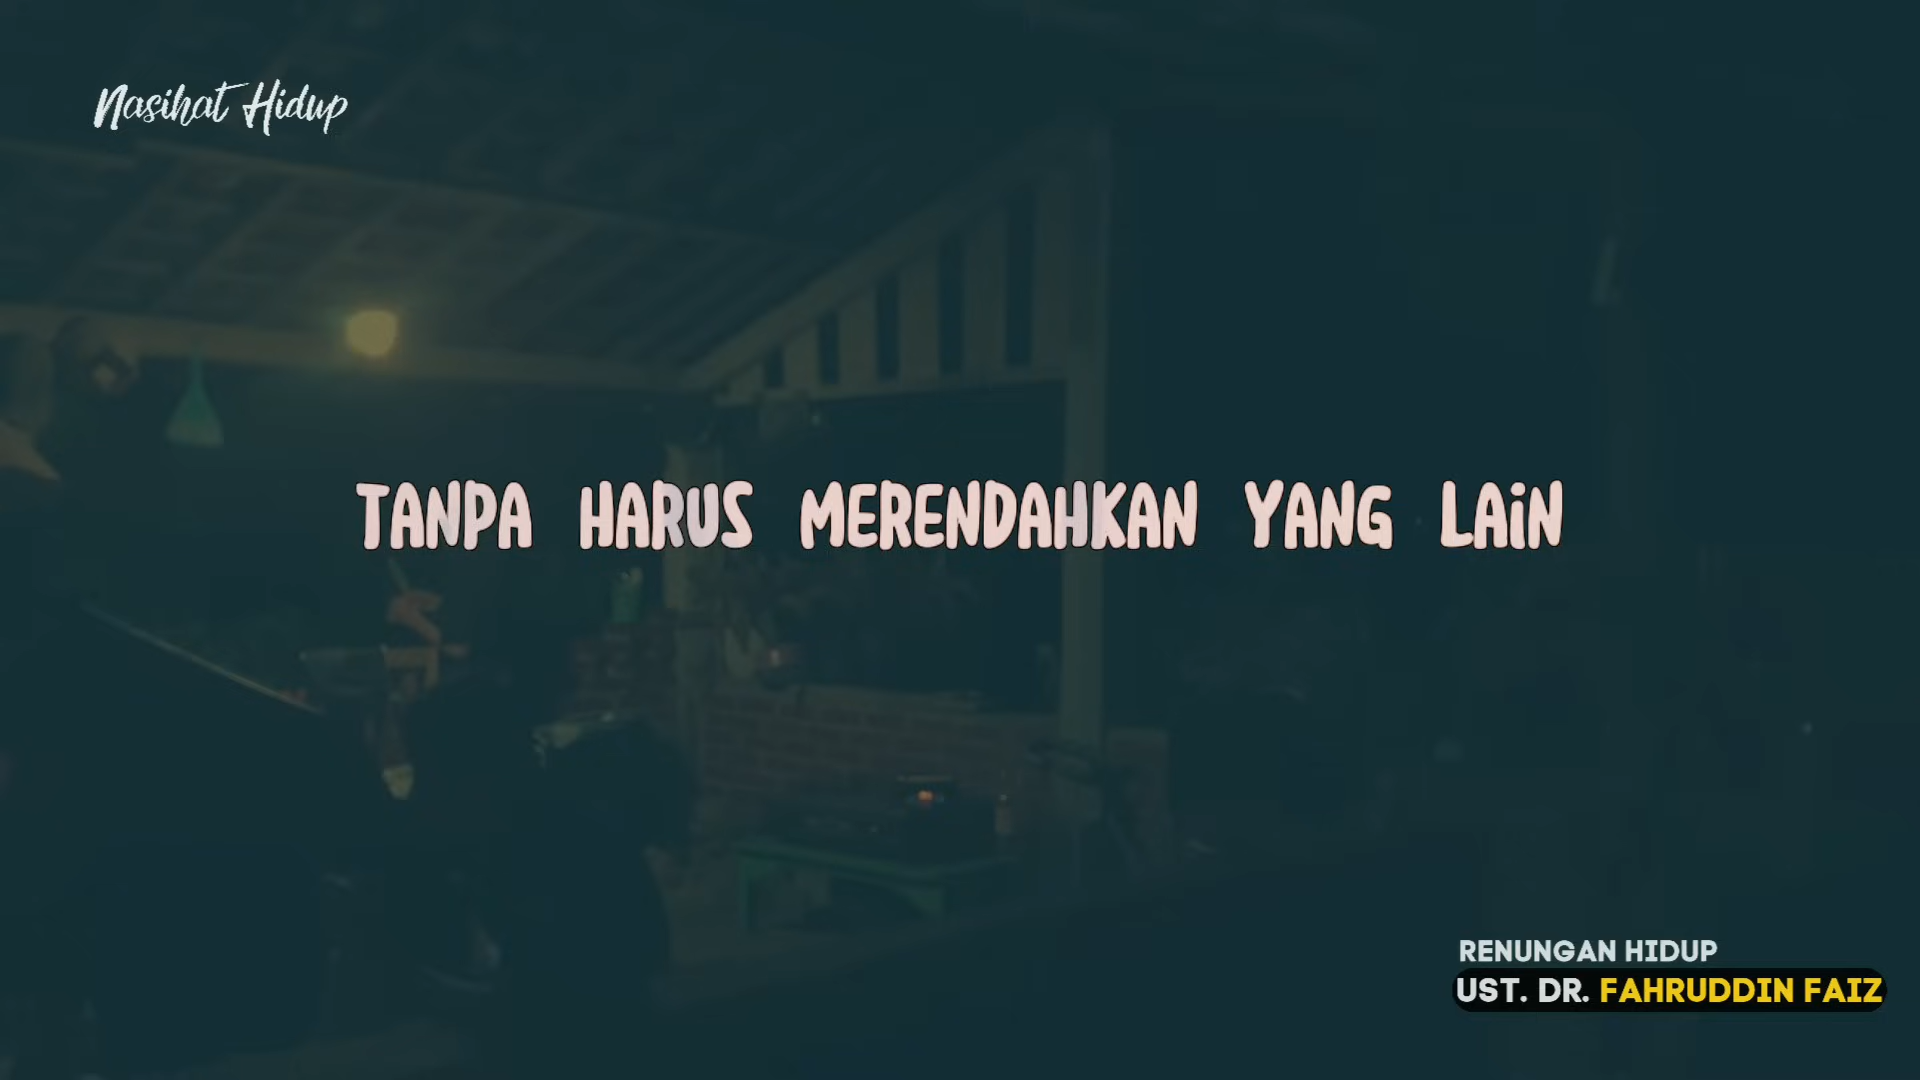 Nasihat Hidup
TANPA HARUS MERENDAHKAN YANG LAiN
RENUNGAN HIDUP
UST. DR. FAHRUDDIN FAIZ